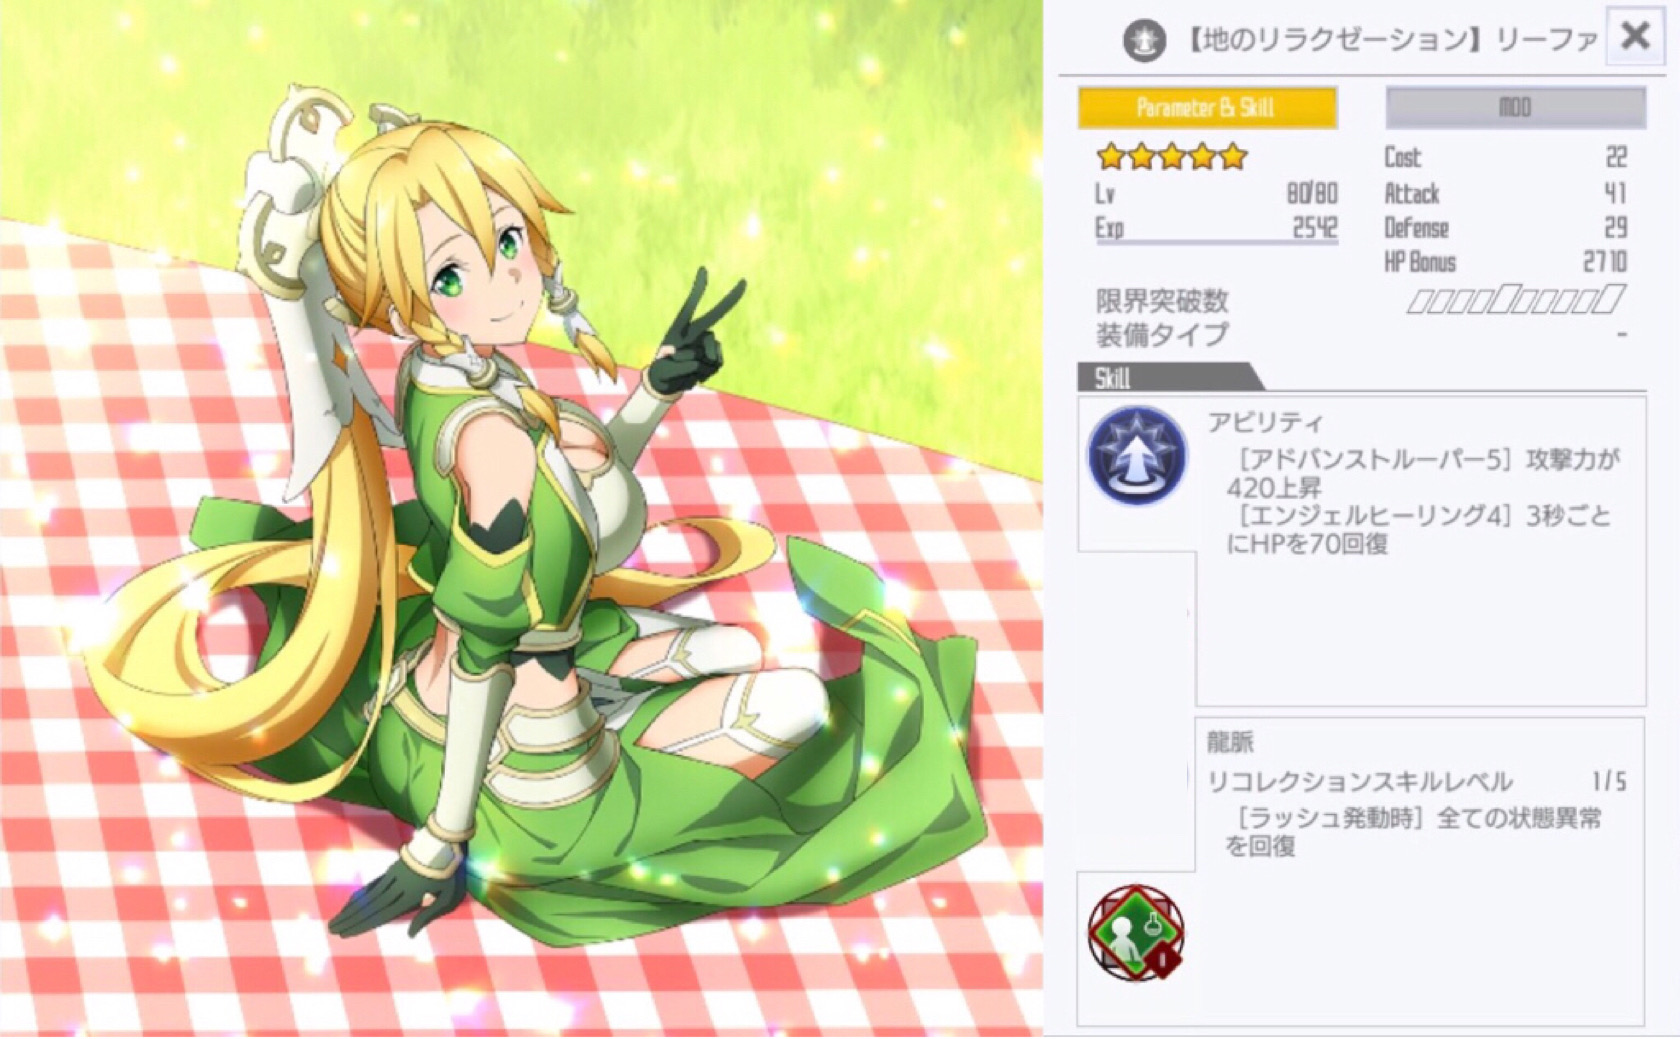 【地のリラクゼーション】リーファ
Parameter & Skill
MOD
Lv 80/80
Exp 2542
Cost 22
Attack 41
Defense 29
HP Bonus 2710
限界突破数
装備タイプ -
Skill
アビリティ
［アドバンストルーパー5］攻撃力が
420上昇
［エンジェルヒーリング4］3秒ごと
にHPを70回復
龍脈
リコレクションスキルレベル 1/5
［ラッシュ発動時］全ての状態異常
を回復
I